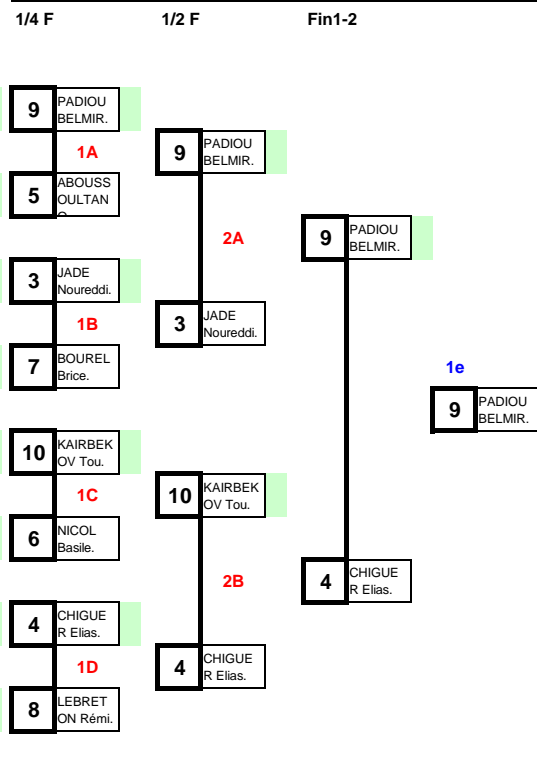 1/4 F 1/2 F Fin1-2
9 PADIOU
BELMIR.
1A
5 ABOUSS
OULTAN
3 JADE
Noureddi.
1B
7 BOUREL
Brice.
10 KAIRBEK
OV Tou.
1C
6 NICOL
Basile.
4 CHIGUE
R Elias.
1D
8 LEBRET
ON Rémi.
9 PADIOU
BELMIR.
2A
3 JADE
Noureddi.
10 KAIRBEK
OV Tou.
2B
4 CHIGUE
R Elias.
9 PADIOU
BELMIR.
4 CHIGUE
R Elias.
1e
9 PADIOU
BELMIR.